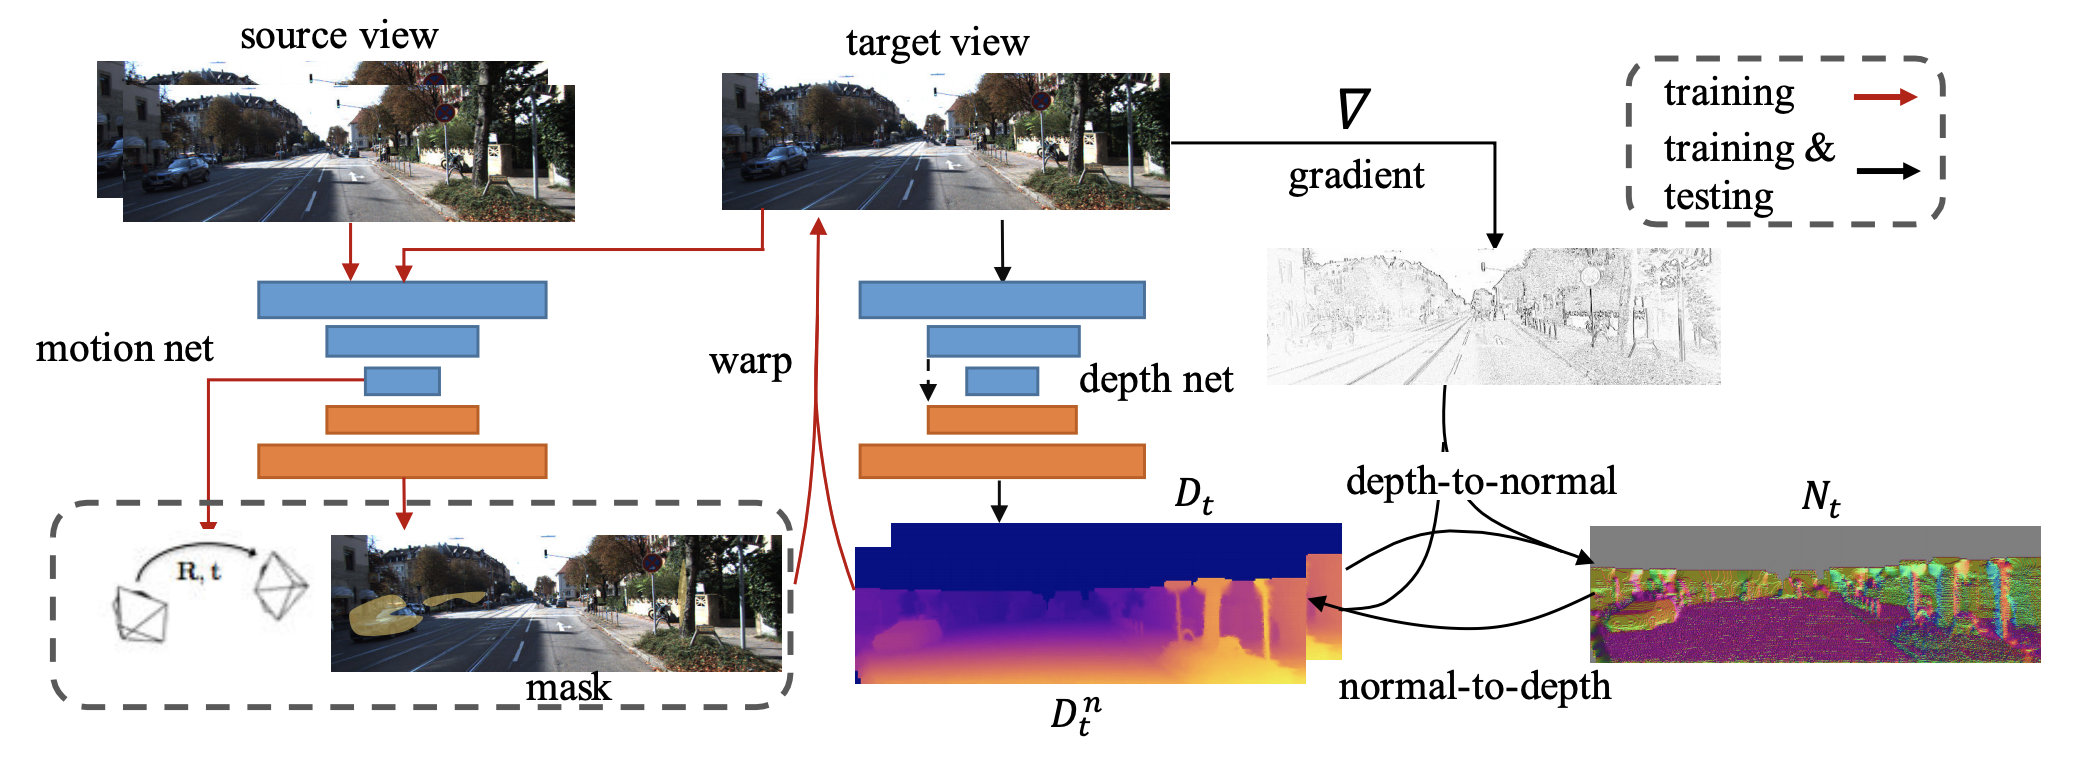 source view
target view
∇
gradient
training
training &
testing
motion net
warp
depth net
depth-to-normal
D_t
N_t
R, t
mask
normal-to-depth
D_t^n